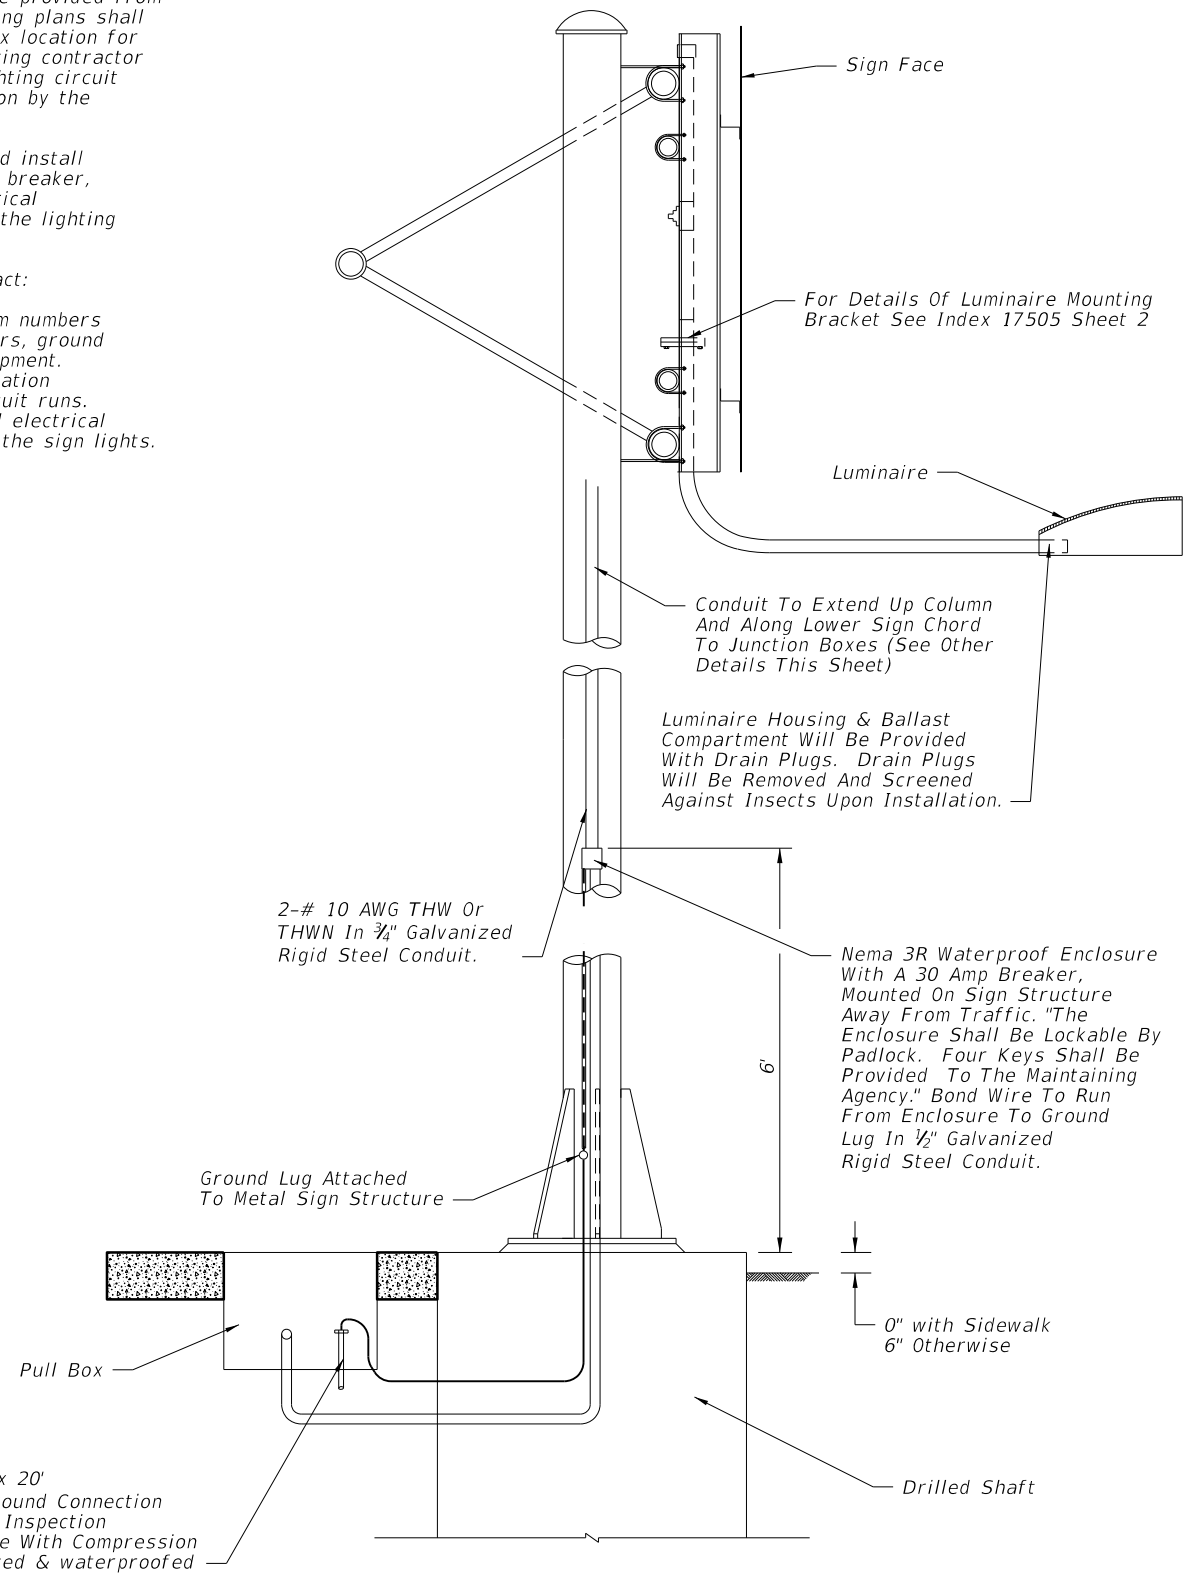 e provided from
ng plans shall
x location for
ing contractor
hting circuit
on by the
d install
breaker,
ical
the lighting
act:
m numbers
rs, ground
pment.
ation
uit runs.
electrical
the sign lights.
Sign Face
For Details Of Luminaire Mounting
Bracket See Index 17505 Sheet 2
Luminaire
Conduit To Extend Up Column
And Along Lower Sign Chord
To Junction Boxes (See Other
Details This Sheet)
Luminaire Housing & Ballast
Compartment Will Be Provided
With Drain Plugs. Drain Plugs
Will Be Removed And Screened
Against Insects Upon Installation.
2-# 10 AWG THW Or
THWN In ¾" Galvanized
Rigid Steel Conduit.
Nema 3R Waterproof Enclosure
With A 30 Amp Breaker,
Mounted On Sign Structure
Away From Traffic. "The
Enclosure Shall Be Lockable By
Padlock. Four Keys Shall Be
Provided To The Maintaining
Agency." Bond Wire To Run
From Enclosure To Ground
Lug In ½" Galvanized
Rigid Steel Conduit.
6'
Ground Lug Attached
To Metal Sign Structure
0" with Sidewalk
6" Otherwise
Pull Box
Drilled Shaft
x 20'
ound Connection
Inspection
e With Compression
ed & waterproofed